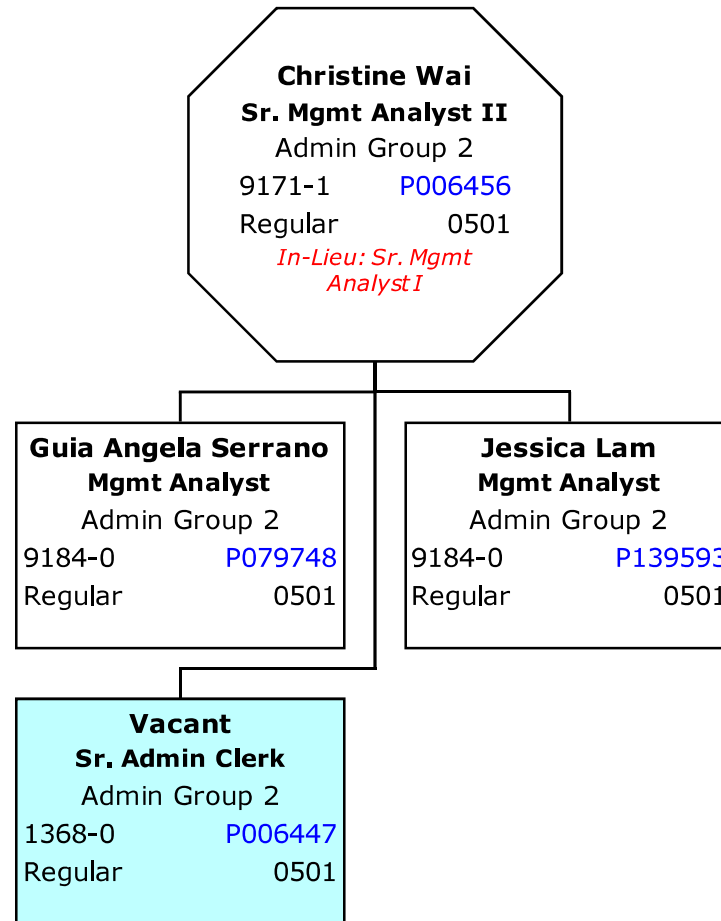 Christine Wai
Sr. Mgmt Analyst II
Admin Group 2
9171-1 P006456
Regular 0501
In-Lieu: Sr. Mgmt
Analyst I
Guia Angela Serrano
Mgmt Analyst
Admin Group 2
9184-0 P079748
Regular 0501
Jessica Lam
Mgmt Analyst
Admin Group 2
9184-0 P139593
Regular 0501
Vacant
Sr. Admin Clerk
Admin Group 2
1368-0 P006447
Regular 0501